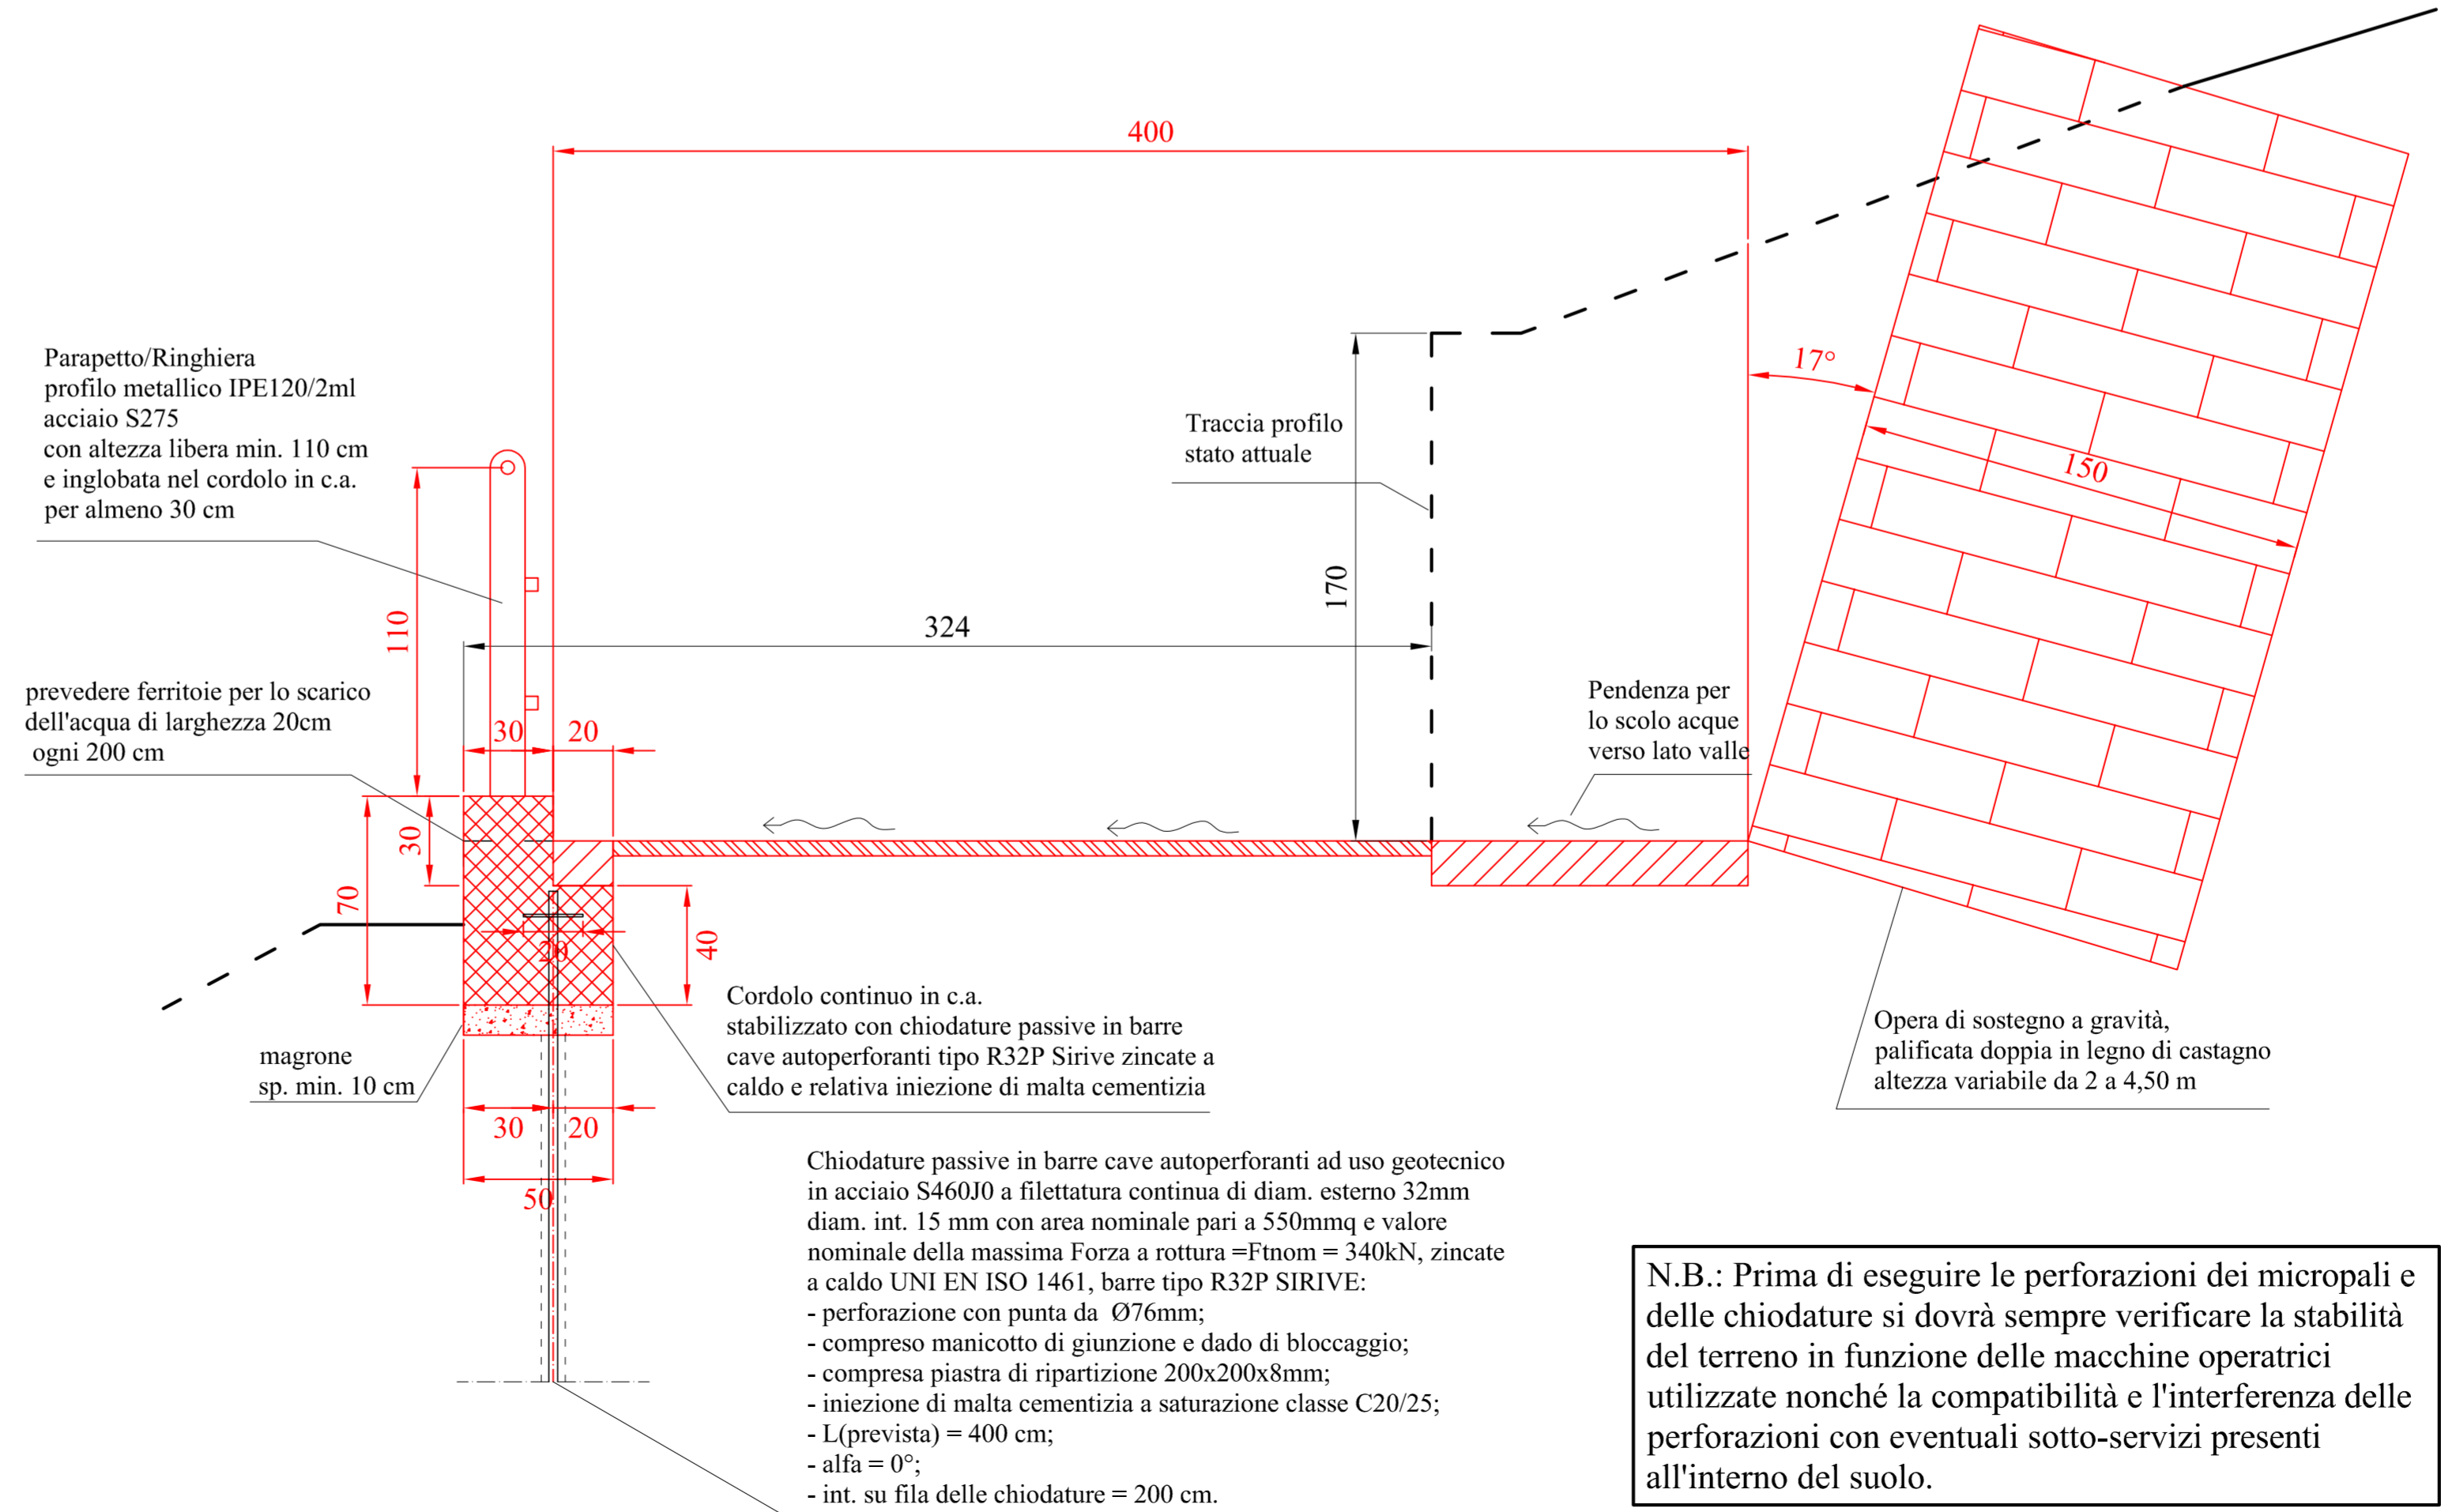 400
17°
150
Parapetto/Ringhiera
profilo metallico IPE120/2ml
acciaio S275
con altezza libera min. 110 cm
e inglobata nel cordolo in c.a.
per almeno 30 cm
Traccia profilo
stato attuale
170
324
110
prevedere ferritoie per lo scarico
dell'acqua di larghezza 20cm
ogni 200 cm
30
20
Pendenza per
lo scolo acque
verso lato valle
30
70
20
40
magrone
sp. min. 10 cm
Cordolo continuo in c.a.
stabilizzato con chiodature passive in barre
cave autoperforanti tipo R32P Sirive zincate a
caldo e relativa iniezione di malta cementizia
Opera di sostegno a gravità,
palificata doppia in legno di castagno
altezza variabile da 2 a 4,50 m
30
20
50
Chiodature passive in barre cave autoperforanti ad uso geotecnico
in acciaio S460J0 a filettatura continua di diam. esterno 32mm
diam. int. 15 mm con area nominale pari a 550mmq e valore
nominale della massima Forza a rottura =Ftnom = 340kN, zincate
a caldo UNI EN ISO 1461, barre tipo R32P SIRIVE:
- perforazione con punta da Ø76mm;
- compreso manicotto di giunzione e dado di bloccaggio;
- compresa piastra di ripartizione 200x200x8mm;
- iniezione di malta cementizia a saturazione classe C20/25;
- L(prevista) = 400 cm;
- alfa = 0°;
- int. su fila delle chiodature = 200 cm.
N.B.: Prima di eseguire le perforazioni dei micropali e
delle chiodature si dovrà sempre verificare la stabilità
del terreno in funzione delle macchine operatrici
utilizzate nonché la compatibilità e l'interferenza delle
perforazioni con eventuali sotto-servizi presenti
all'interno del suolo.